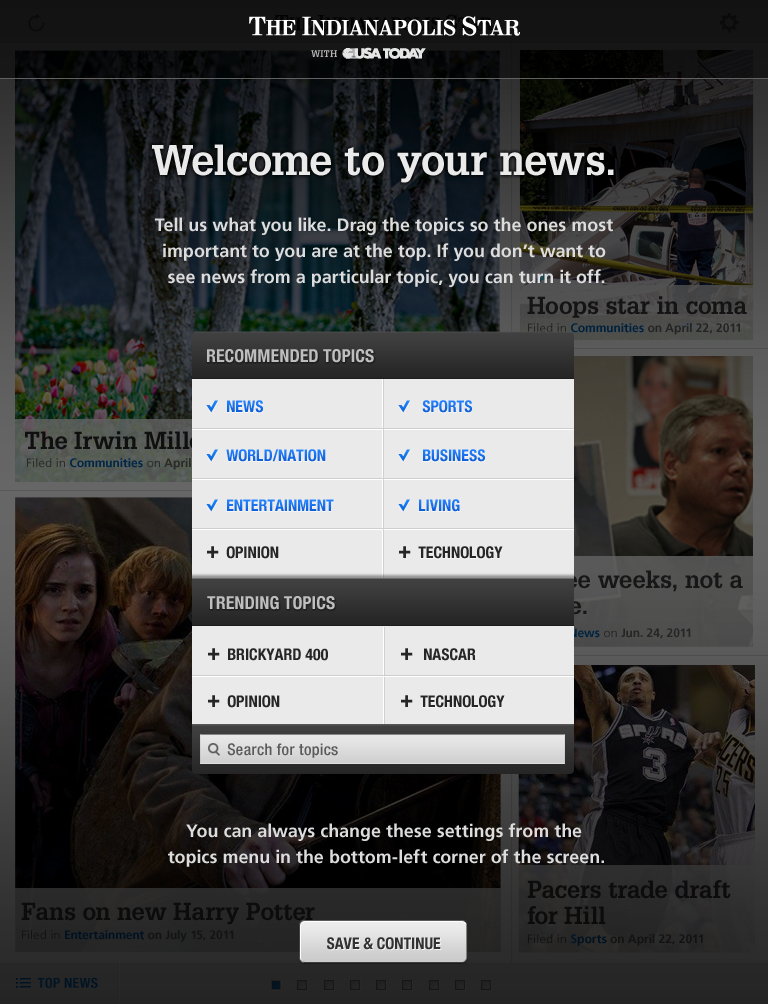 THE INDIANAPOLIS STAR
WITH USA TODAY
Welcome to your news.
Tell us what you like. Drag the topics so the ones most
important to you are at the top. If you don't want to
see news from a particular topic, you can turn it off.
Hoops star in coma
Filed in Communities on April 22, 2011
RECOMMENDED TOPICS
NEWS
SPORTS
WORLD/NATION
BUSINESS
ENTERTAINMENT
LIVING
OPINION
TECHNOLOGY
The Irwin Mill
Filed in Communities on April
ee weeks, not a
e.
News on Jun. 24, 2011
TRENDING TOPICS
BRICKYARD 400
NASCAR
OPINION
TECHNOLOGY
Search for topics
SPURS
3
PACERS
25
You can always change these settings from the
topics menu in the bottom-left corner of the screen.
Fans on new Harry Potter
Filed in Entertainment on July 15, 2011
Pacers trade draft
for Hill
Filed in Sports on April 22, 2011
SAVE & CONTINUE
TOP NEWS